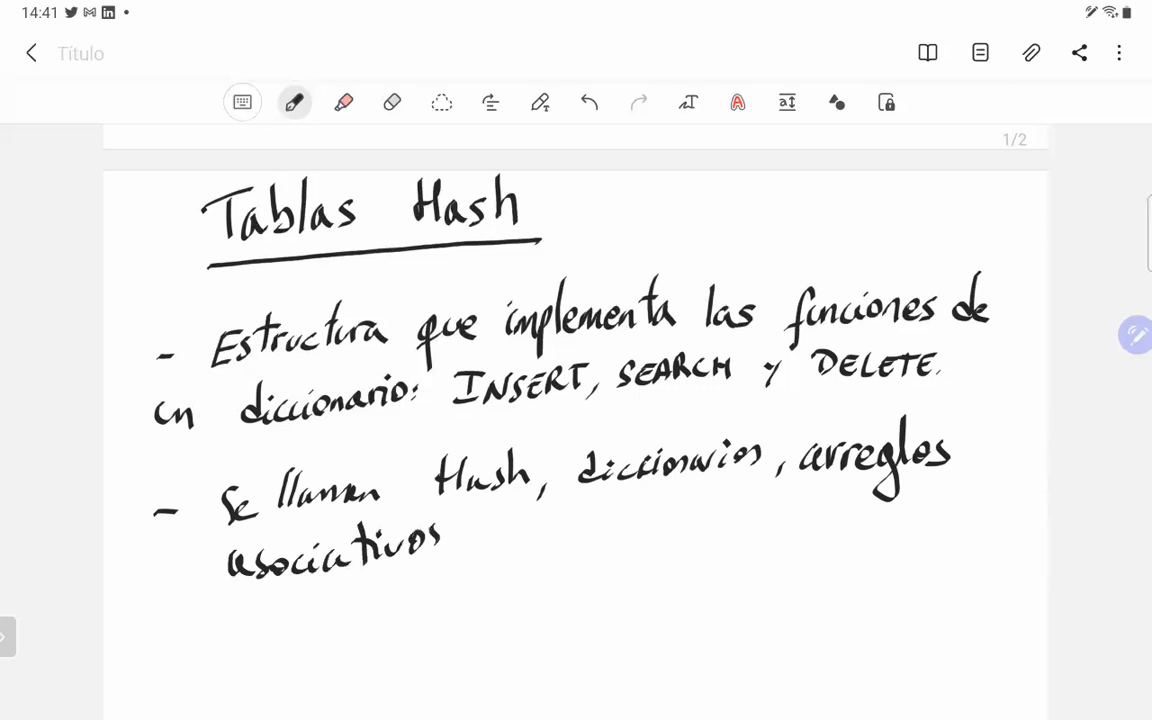 14:41
Título
1/2
Tablas Hash
- Estructura que implementa las funciones de
un diccionario: INSERT, SEARCH y DELETE.
- Se llaman Hash, diccionarios, arreglos
asociativos